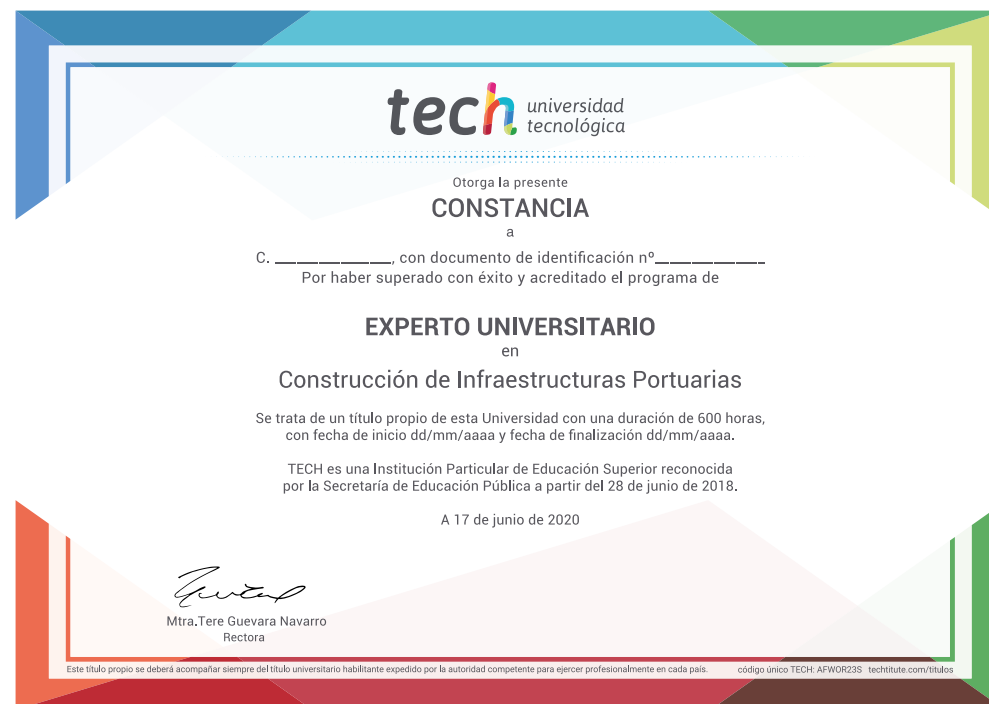 tech universidad
tecnológica
Otorga la presente
CONSTANCIA
a
C. ______________, con documento de identificación nº______________
Por haber superado con éxito y acreditado el programa de
EXPERTO UNIVERSITARIO
en
Construcción de Infraestructuras Portuarias
Se trata de un título propio de esta Universidad con una duración de 600 horas,
con fecha de inicio dd/mm/aaaa y fecha de finalización dd/mm/aaaa.
TECH es una Institución Particular de Educación Superior reconocida
por la Secretaría de Educación Pública a partir del 28 de junio de 2018.
A 17 de junio de 2020
Mtra.Tere Guevara Navarro
Rectora
Este título propio se deberá acompañar siempre del título universitario habilitante expedido por la autoridad competente para ejercer profesionalmente en cada país. código único TECH: AFWOR23S techtitute.com/titulos